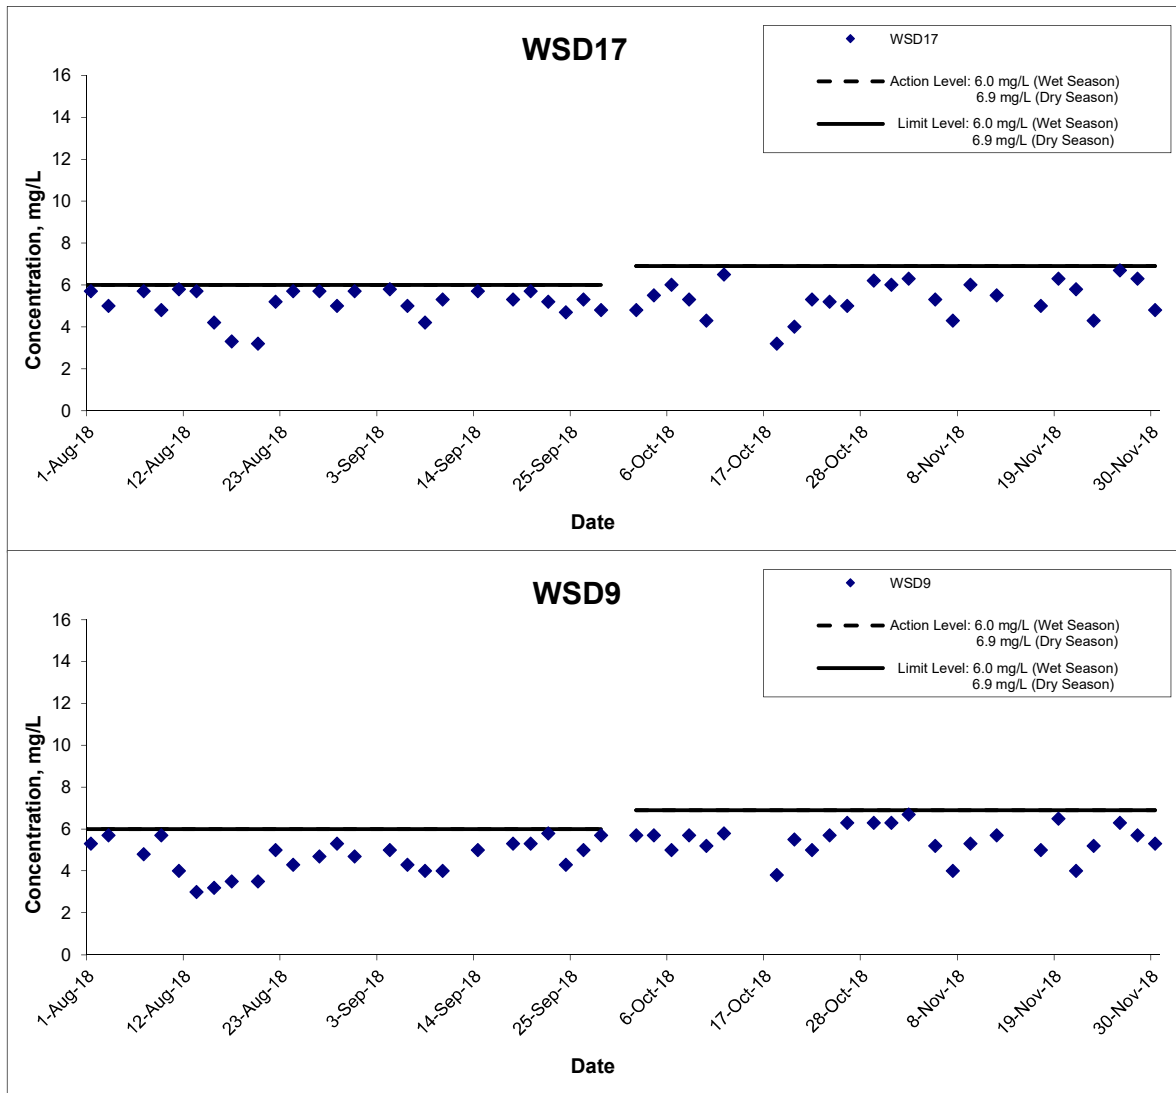 WSD17
WSD17
Action Level: 6.0 mg/L (Wet Season)
6.9 mg/L (Dry Season)
Limit Level: 6.0 mg/L (Wet Season)
6.9 mg/L (Dry Season)
Concentration, mg/L
16
14
12
10
8
6
4
2
0
1-Aug-18
12-Aug-18
23-Aug-18
3-Sep-18
14-Sep-18
25-Sep-18
6-Oct-18
17-Oct-18
28-Oct-18
8-Nov-18
19-Nov-18
30-Nov-18
Date
WSD9
WSD9
Action Level: 6.0 mg/L (Wet Season)
6.9 mg/L (Dry Season)
Limit Level: 6.0 mg/L (Wet Season)
6.9 mg/L (Dry Season)
Concentration, mg/L
16
14
12
10
8
6
4
2
0
1-Aug-18
12-Aug-18
23-Aug-18
3-Sep-18
14-Sep-18
25-Sep-18
6-Oct-18
17-Oct-18
28-Oct-18
8-Nov-18
19-Nov-18
30-Nov-18
Date